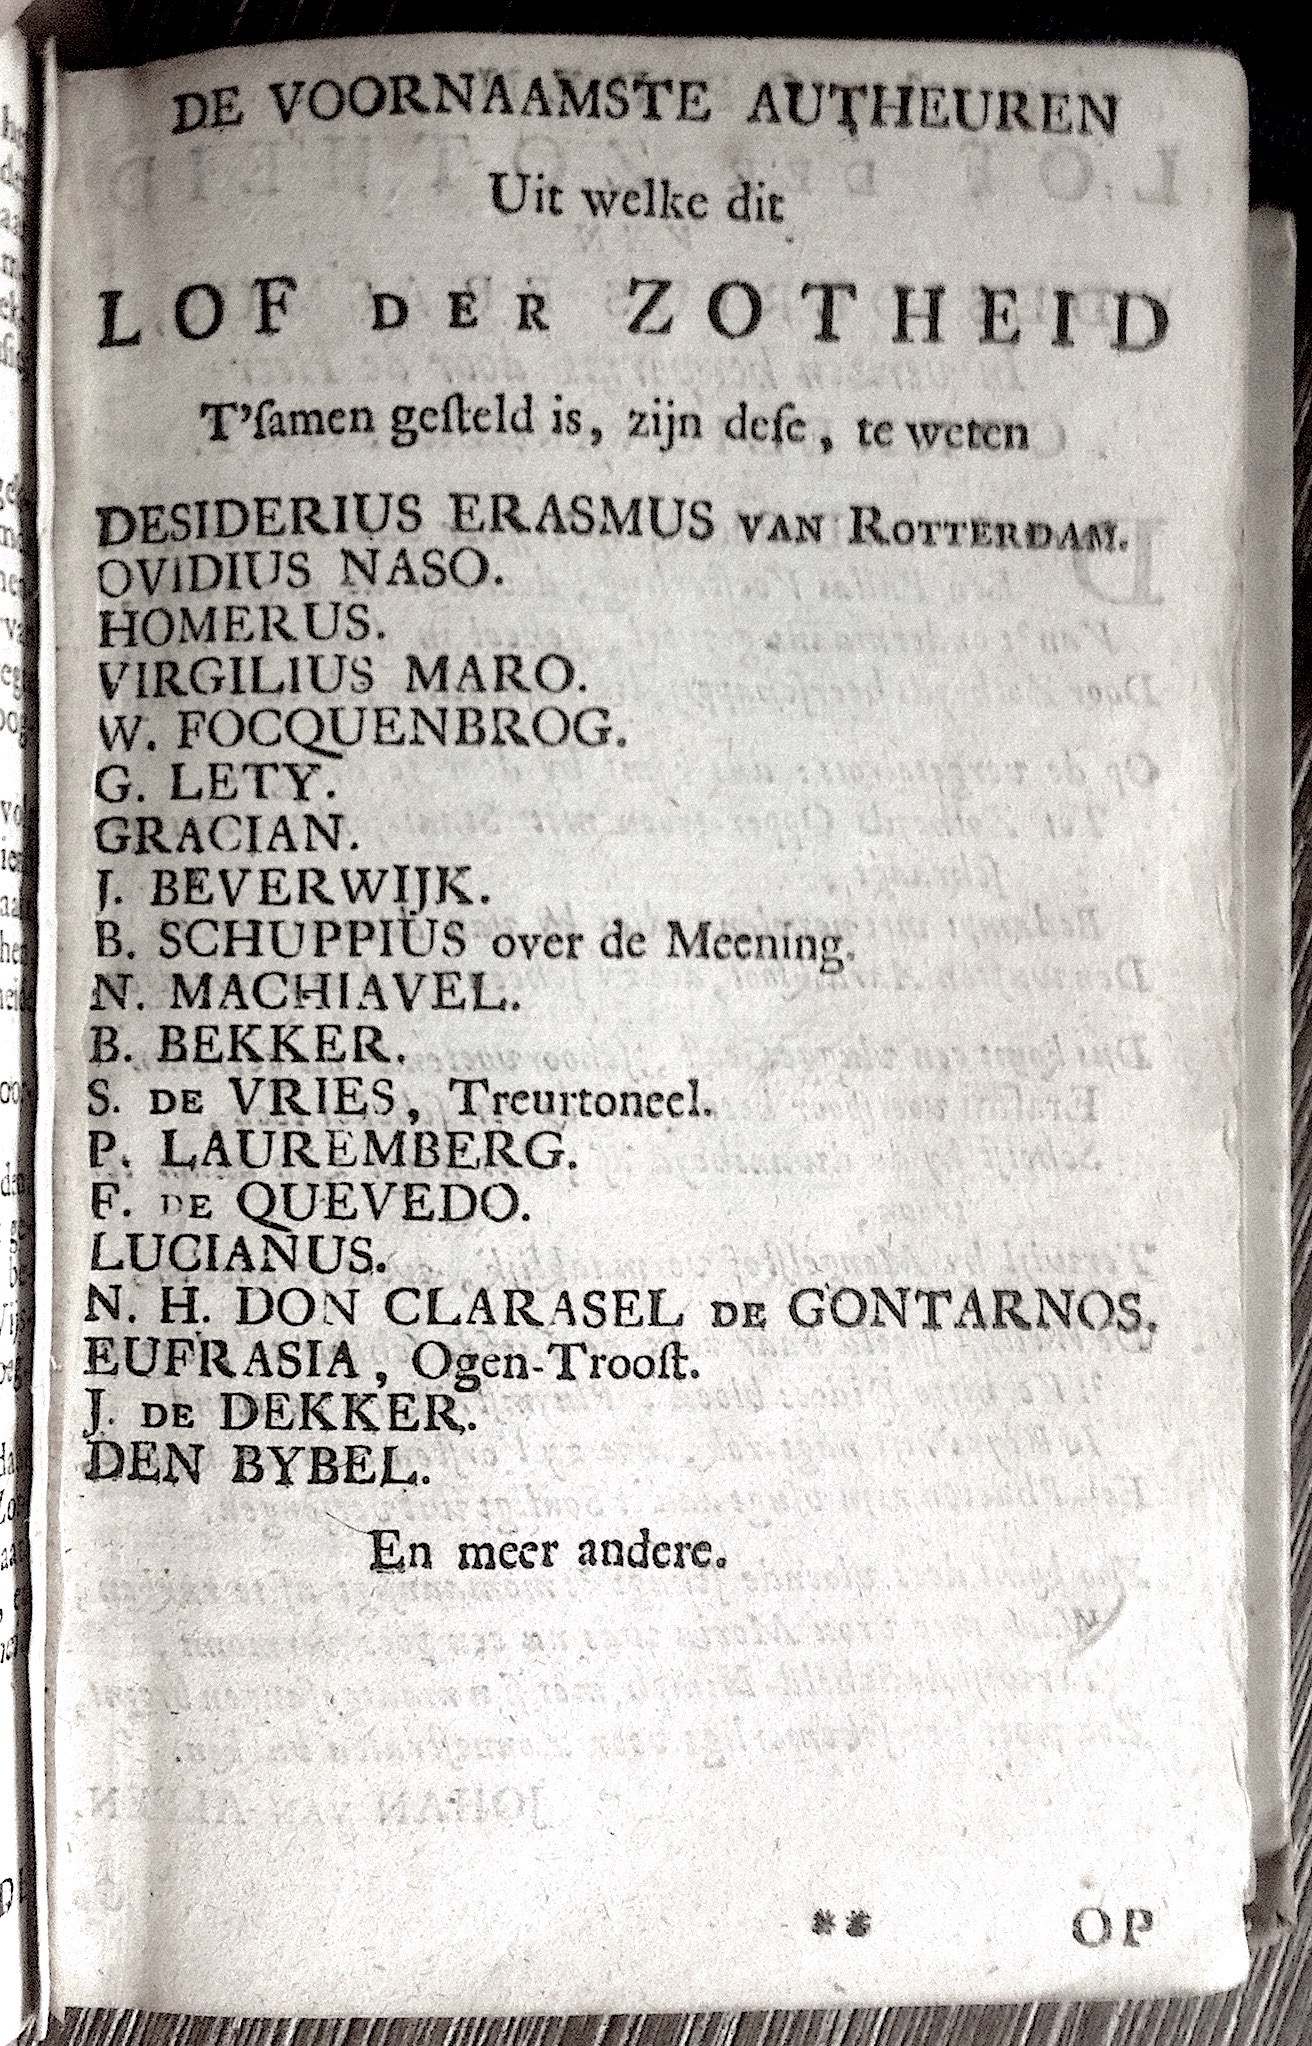 DE VOORNAAMSTE AUTHEUREN
Uit welke dit
LOF DER ZOTHEID
T'ſamen geſteld is, zijn deſe, te weten
DESIDERIUS ERASMUS VAN ROTTERDAM.
OVIDIUS NASO.
HOMERUS.
VIRGILIUS MARO.
W. FOCQUENBROG.
G. LETY.
GRACIAN.
J. BEVERWIJK.
B. SCHUPPIUS over de Meening.
N. MACHIAVEL.
B. BEKKER.
S. DE VRIES, Treurtoneel.
P. LAUREMBERG.
F. DE QUEVEDO.
LUCIANUS.
N. H. DON CLARASEL DE GONTARNOS.
EUFRASIA, Ogen-Trooſt.
J. DE DEKKER.
DEN BYBEL.
En meer andere.
** OP